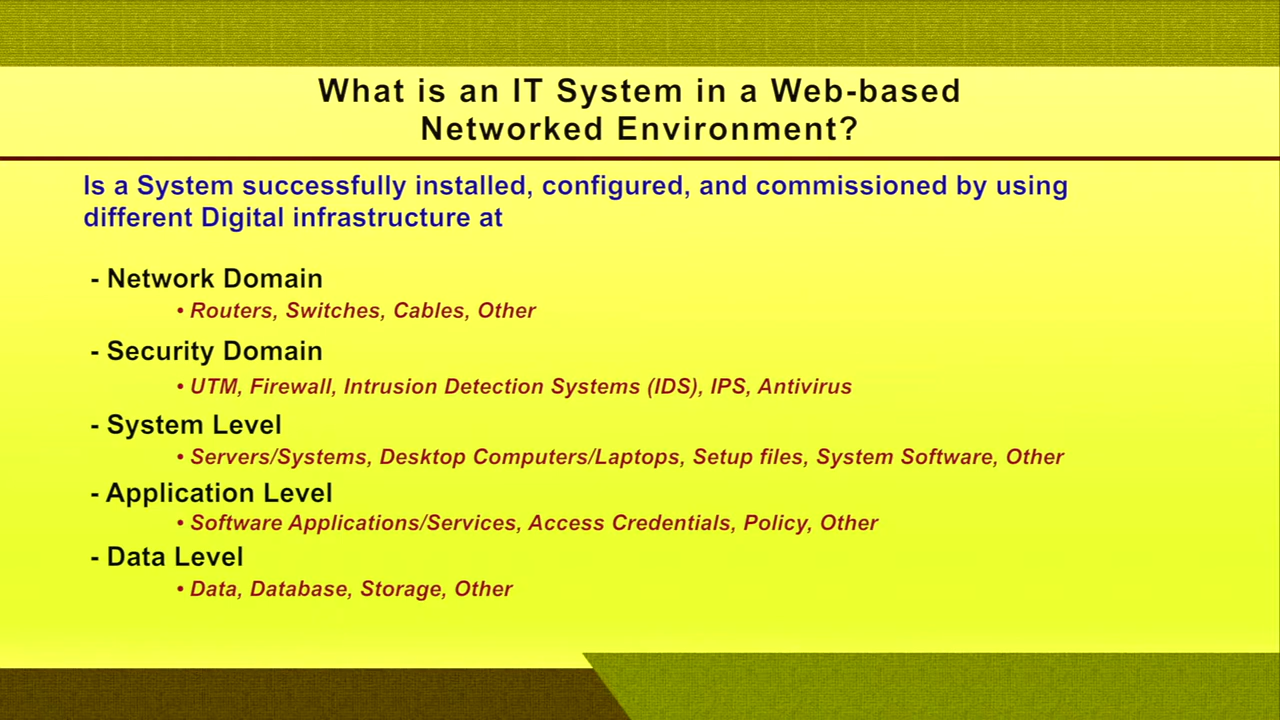 What is an IT System in a Web-based
Networked Environment?
Is a System successfully installed, configured, and commissioned by using
different Digital infrastructure at
- Network Domain
• Routers, Switches, Cables, Other
- Security Domain
• UTM, Firewall, Intrusion Detection Systems (IDS), IPS, Antivirus
- System Level
• Servers/Systems, Desktop Computers/Laptops, Setup files, System Software, Other
- Application Level
• Software Applications/Services, Access Credentials, Policy, Other
- Data Level
• Data, Database, Storage, Other